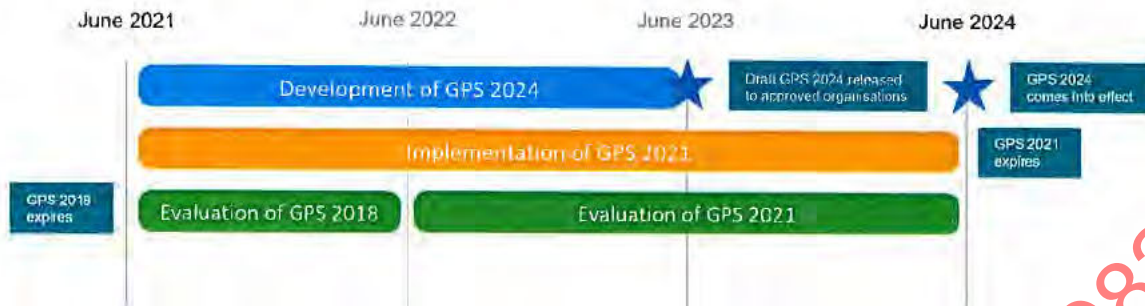 June 2021
June 2022
June 2023
June 2024
Development of GPS 2024
Draft GPS 2024 released
to approved organisations
GPS 2024
comes into effect
Implementation of GPS 2021
GPS 2021
expires
GPS 2018
expires
Evaluation of GPS 2018
Evaluation of GPS 2021